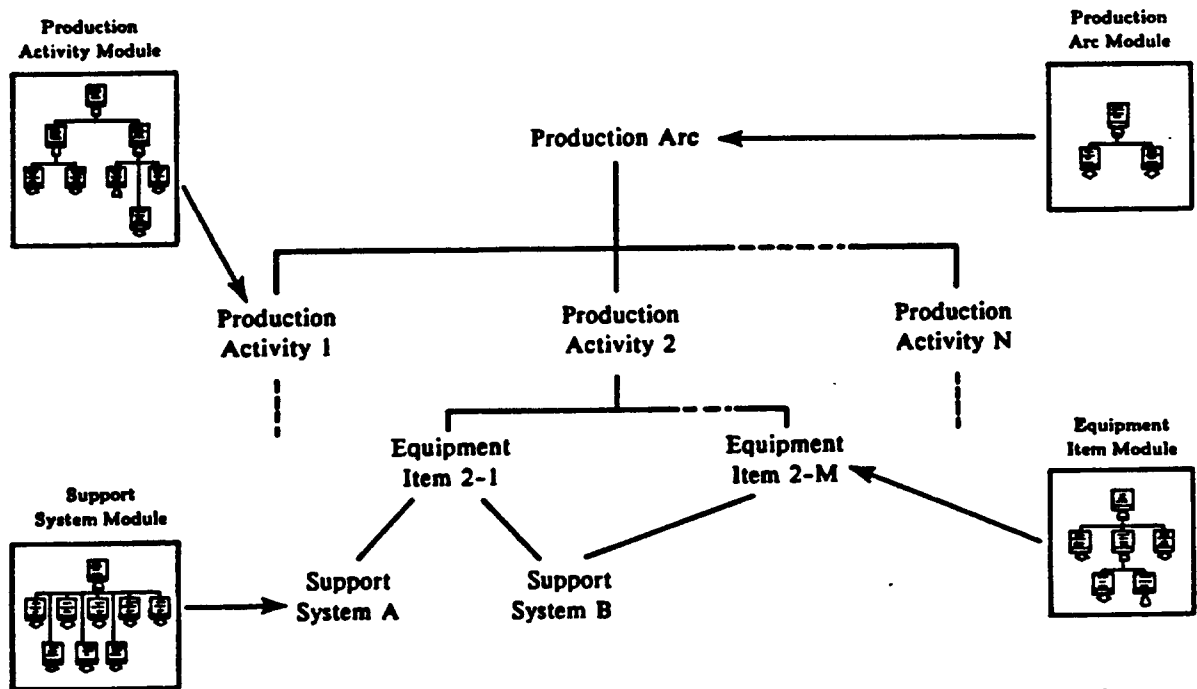 Production
Activity Module
Production
Arc Module
Production Arc
Production
Activity 1
Production
Activity 2
Production
Activity N
Equipment
Item 2-1
Equipment
Item 2-M
Equipment
Item Module
Support
System Module
Support
System A
Support
System B